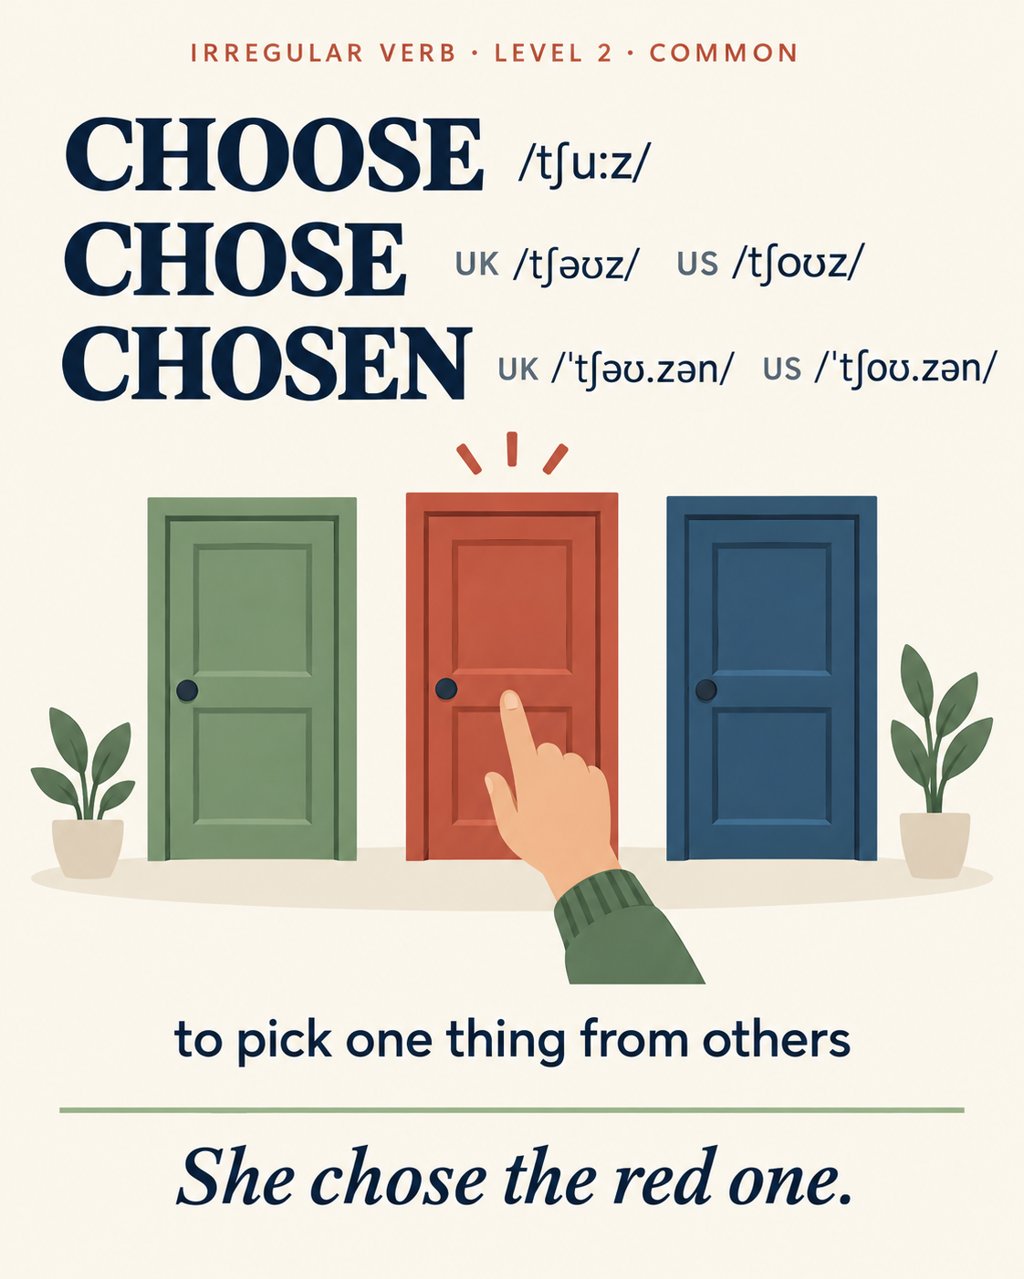 IRREGULAR VERB · LEVEL 2 · COMMON
CHOOSE /tʃu:z/
CHOSE UK /tʃəʊz/ US /tʃoʊz/
CHOSEN UK /ˈtʃəʊ.zən/ US /ˈtʃoʊ.zən/
to pick one thing from others
She chose the red one.